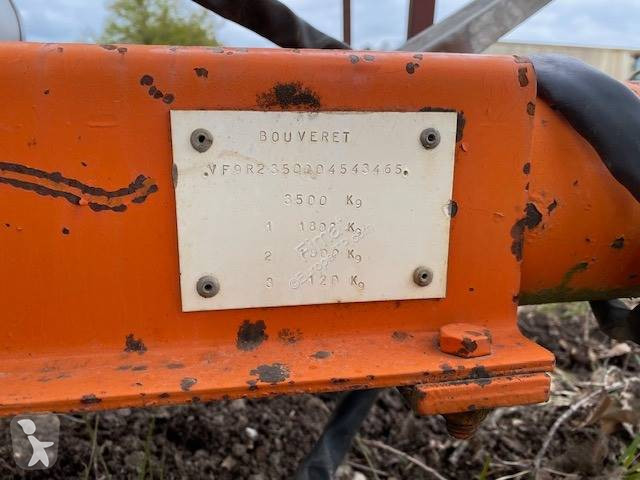 BOUVERET
.VF9R2350004543465.
3500 Kg
1 1800 Kg
2 1800 Kg
3 120 Kg